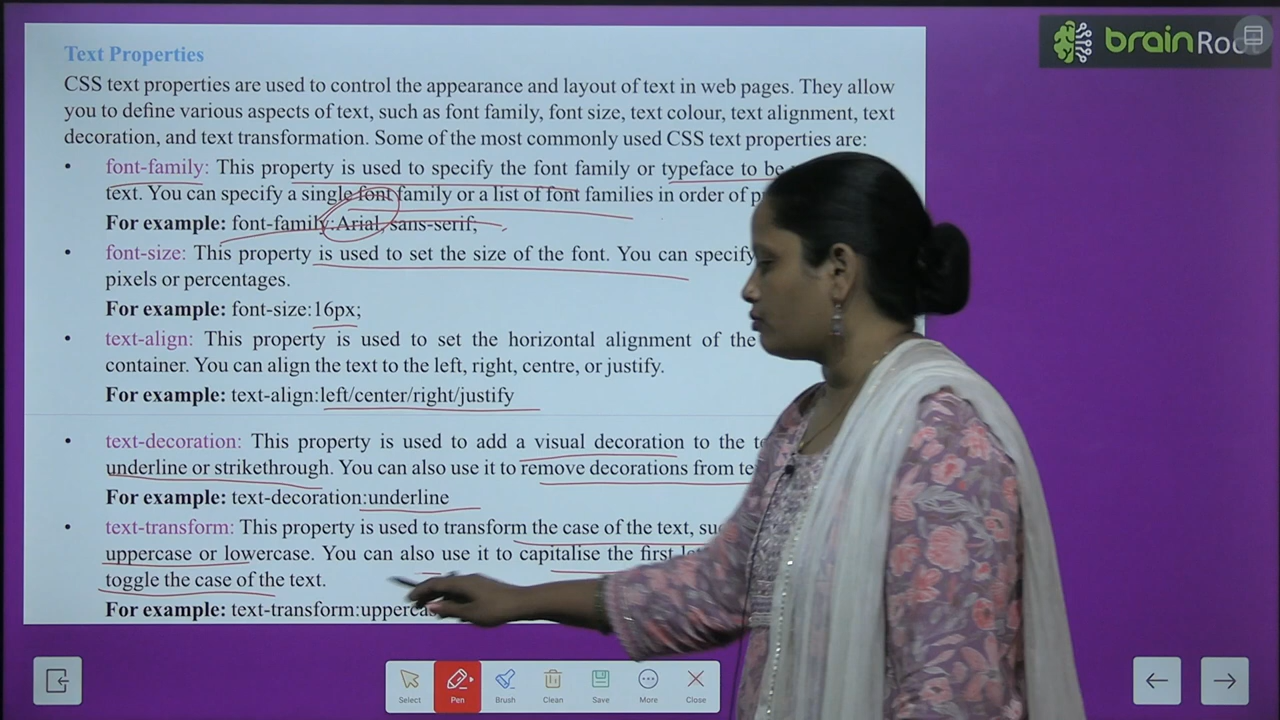 brainRoot
Text Properties
CSS text properties are used to control the appearance and layout of text in web pages. They allow
you to define various aspects of text, such as font family, font size, text colour, text alignment, text
decoration, and text transformation. Some of the most commonly used CSS text properties are:
• font-family: This property is used to specify the font family or typeface to be
text. You can specify a single font family or a list of font families in order of
For example: font-family:Arial, sans-serif;
• font-size: This property is used to set the size of the font. You can specify
pixels or percentages.
For example: font-size:16px;
• text-align: This property is used to set the horizontal alignment of the
container. You can align the text to the left, right, centre, or justify.
For example: text-align:left/center/right/justify
• text-decoration: This property is used to add a visual decoration to the
underline or strikethrough. You can also use it to remove decorations from
For example: text-decoration:underline
• text-transform: This property is used to transform the case of the text,
uppercase or lowercase. You can also use it to capitalise the first
toggle the case of the text.
For example: text-transform:
Select Pen Brush Clean Save More Close